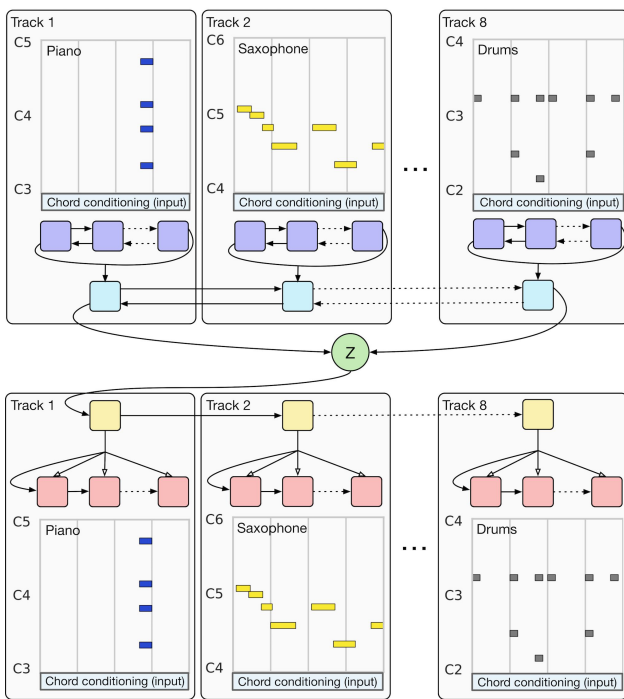 Track 1
C5
Piano
C4
C3
Chord conditioning (input)
Track 2
C6
Saxophone
C5
C4
Chord conditioning (input)
...
Track 8
C4
Drums
C3
C2
Chord conditioning (input)
Z
Track 1
C5
Piano
C4
C3
Chord conditioning (input)
Track 2
C6
Saxophone
C5
C4
Chord conditioning (input)
...
Track 8
C4
Drums
C3
C2
Chord conditioning (input)